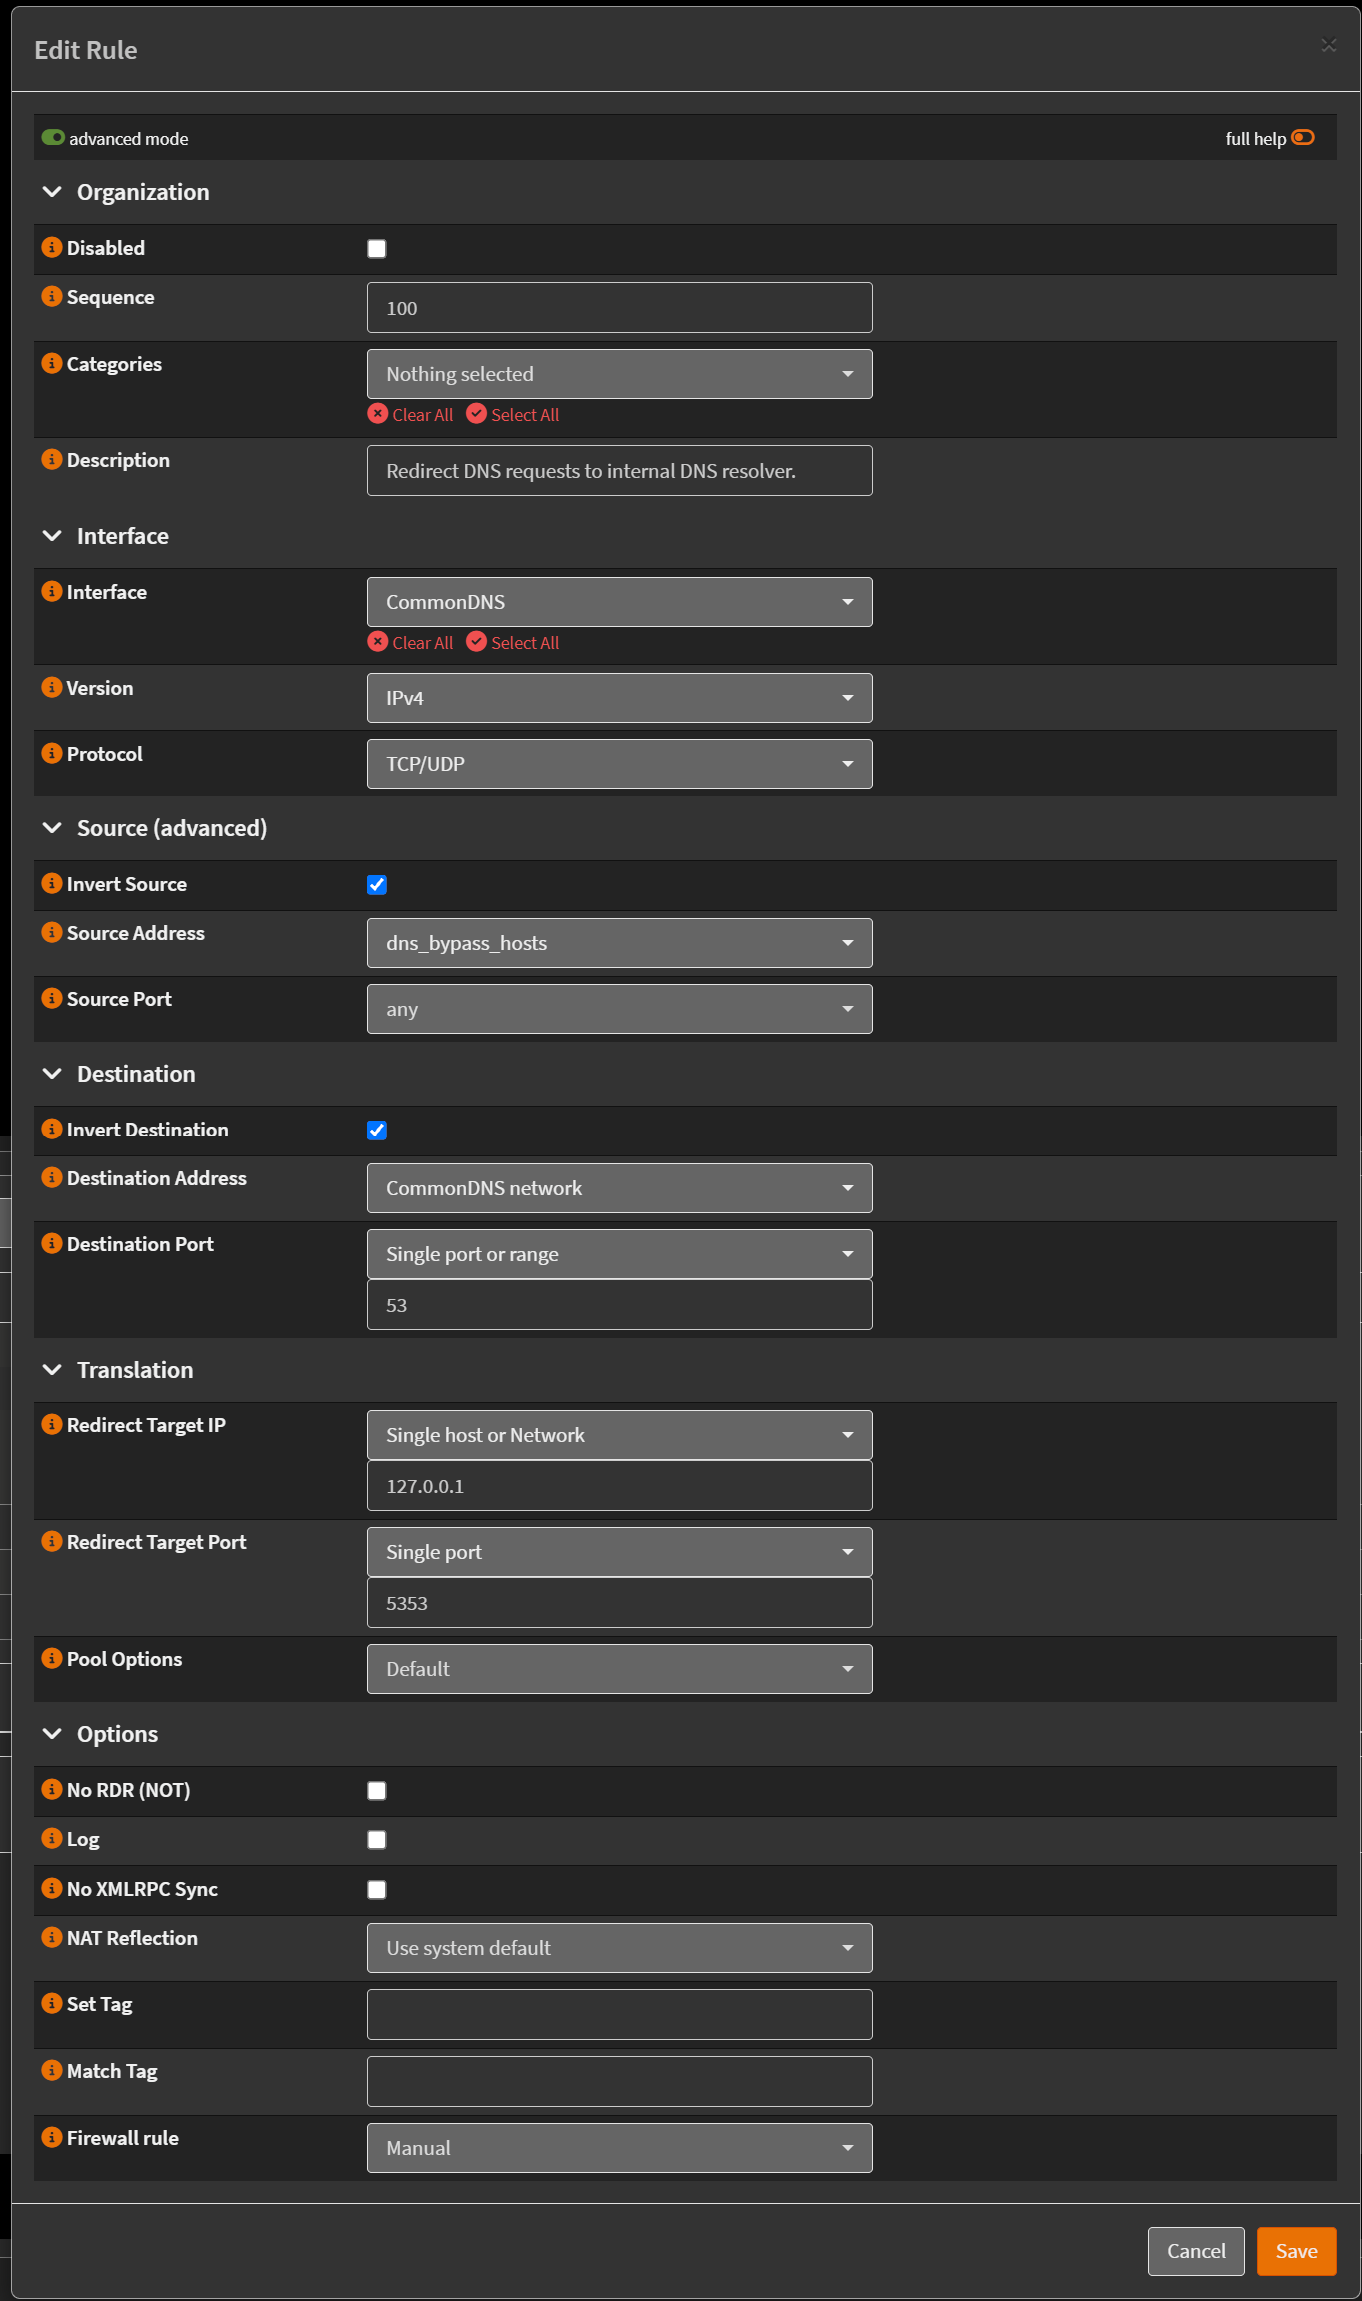 Edit Rule
advanced mode
full help
Organization
Disabled
Sequence
100
Categories
Nothing selected
Clear All Select All
Description
Redirect DNS requests to internal DNS resolver.
Interface
Interface
CommonDNS
Clear All Select All
Version
IPv4
Protocol
TCP/UDP
Source (advanced)
Invert Source
Source Address
dns_bypass_hosts
Source Port
any
Destination
Invert Destination
Destination Address
CommonDNS network
Destination Port
Single port or range
53
Translation
Redirect Target IP
Single host or Network
127.0.0.1
Redirect Target Port
Single port
5353
Pool Options
Default
Options
No RDR (NOT)
Log
No XMLRPC Sync
NAT Reflection
Use system default
Set Tag
Match Tag
Firewall rule
Manual
Cancel
Save